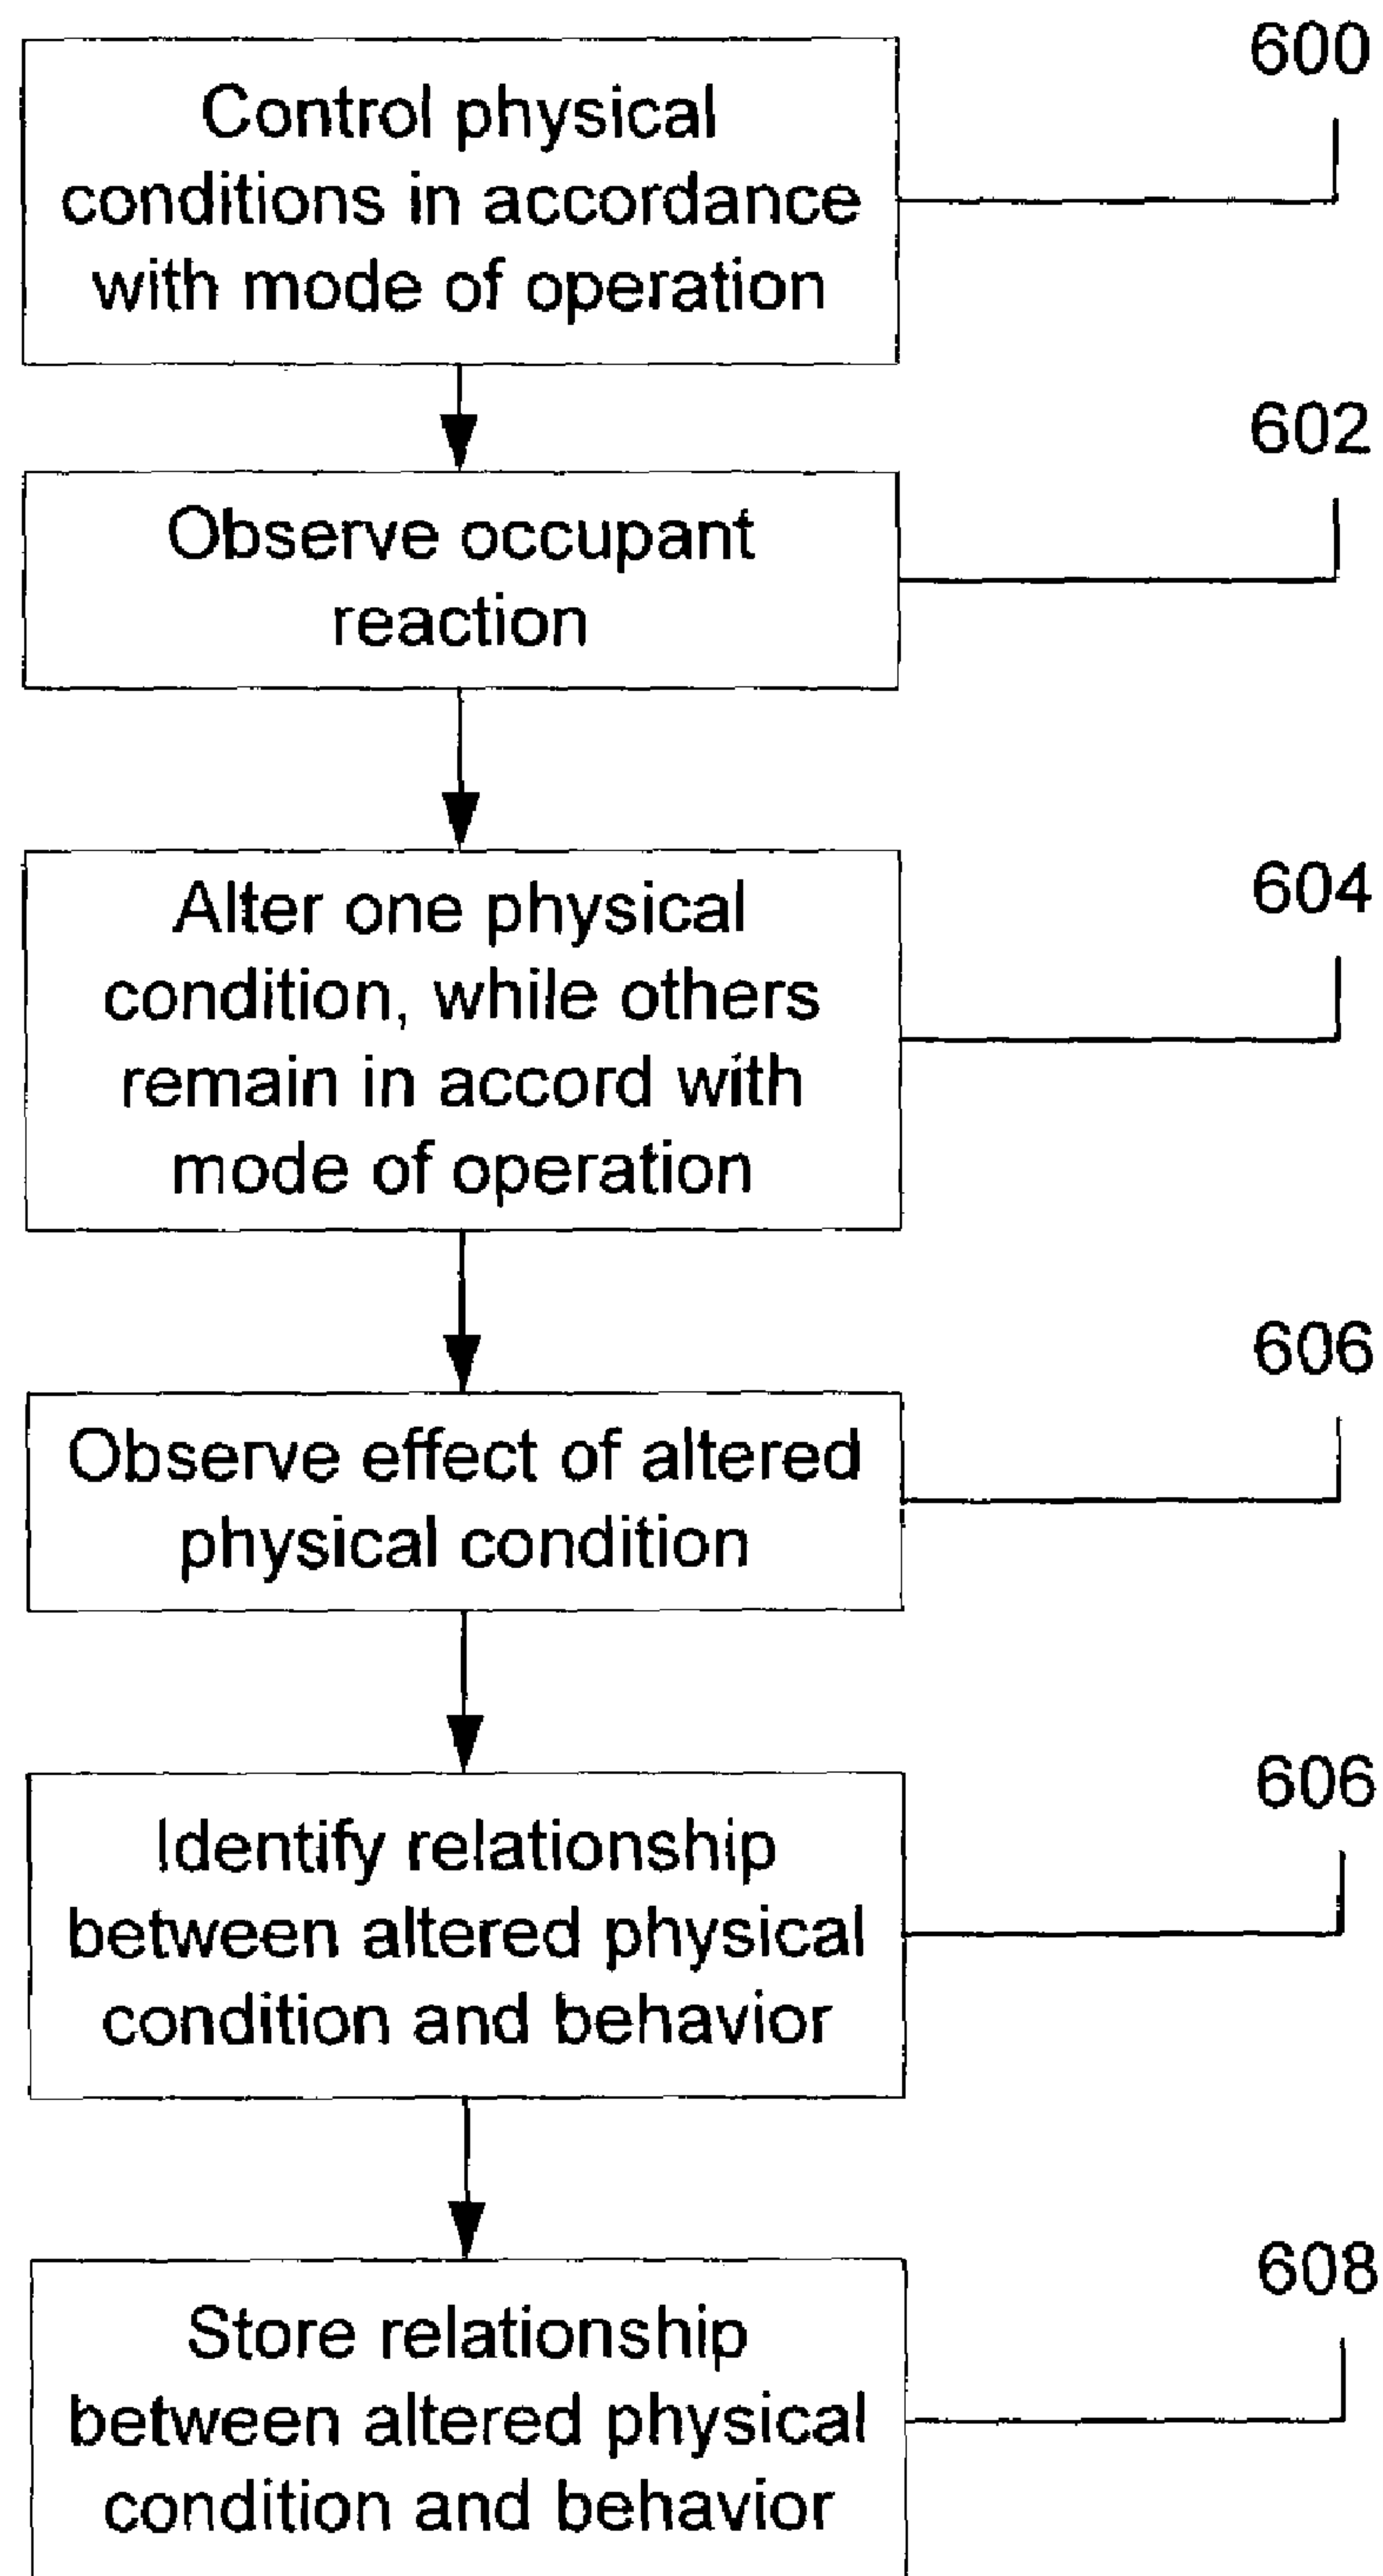 600
Control physical
conditions in accordance
with mode of operation
602
Observe occupant
reaction
604
Alter one physical
condition, while others
remain in accord with
mode of operation
606
Observe effect of altered
physical condition
606
Identify relationship
between altered physical
condition and behavior
608
Store relationship
between altered physical
condition and behavior